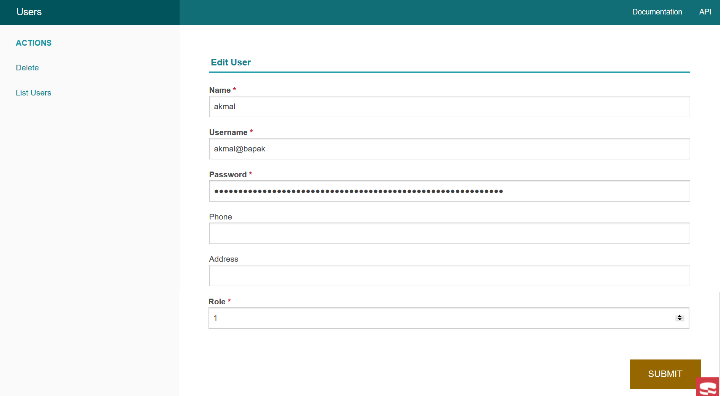 Users
Documentation API
ACTIONS
Delete
List Users
Edit User
Name *
akmal
Username *
akmal@bapak
Password *
••••••••••••••••••••••••••••••••••••••••••••••••••••••••••••
Phone
Address
Role *
1
SUBMIT